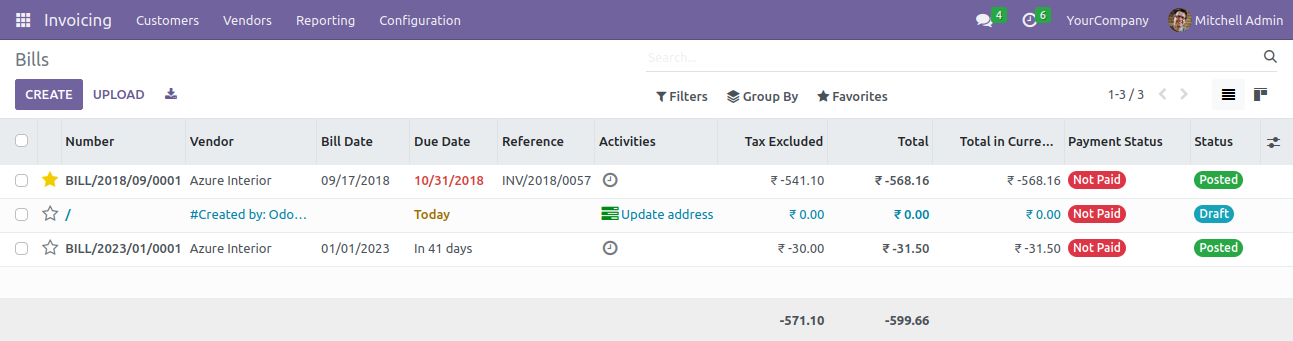 Invoicing Customers Vendors Reporting Configuration 4 6 YourCompany Mitchell Admin
Bills Search...
CREATE UPLOAD Filters Group By Favorites 1-3 / 3
Number Vendor Bill Date Due Date Reference Activities Tax Excluded Total Total in Curre... Payment Status Status
BILL/2018/09/0001 Azure Interior 09/17/2018 10/31/2018 INV/2018/0057 ₹ -541.10 ₹ -568.16 ₹ -568.16 Not Paid Posted
/ #Created by: Odo... Today Update address ₹ 0.00 ₹ 0.00 ₹ 0.00 Not Paid Draft
BILL/2023/01/0001 Azure Interior 01/01/2023 In 41 days ₹ -30.00 ₹ -31.50 ₹ -31.50 Not Paid Posted
-571.10 -599.66